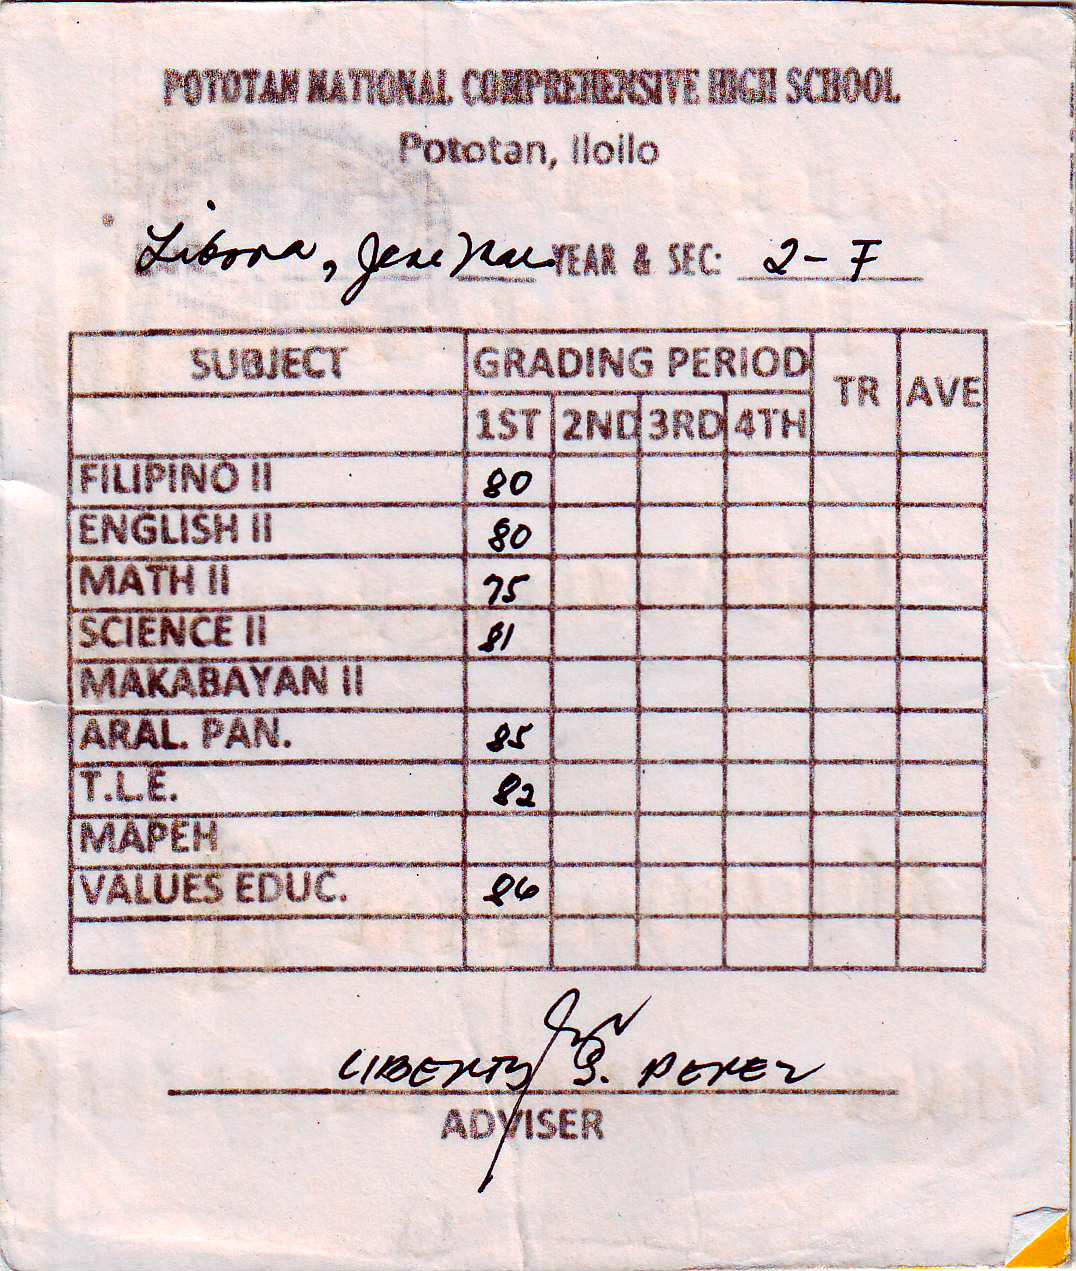 POTOTAN NATIONAL COMPREHENSIVE HIGH SCHOOL
Pototan, Iloilo
Libora, Jene Mae. YEAR & SEC: 2-F
SUBJECT GRADING PERIOD TR AVE
1ST 2ND 3RD 4TH
FILIPINO II 80
ENGLISH II 80
MATH II 75
SCIENCE II 81
MAKABAYAN II
ARAL. PAN. 85
T.L.E. 82
MAPEH
VALUES EDUC. 86
LIBERTY S. PEREZ
ADVISER